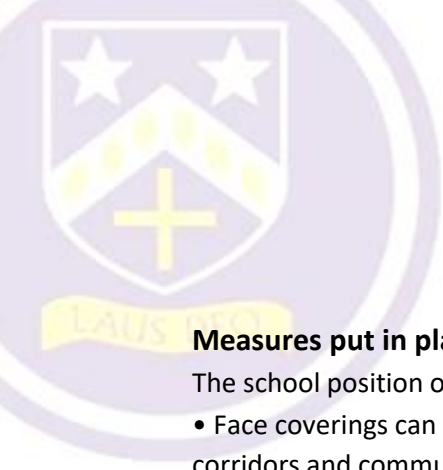 LAUS DEO
Measures put in pla
The school position o
• Face coverings can
corridors and commu